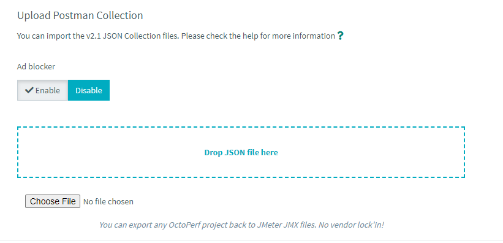 Upload Postman Collection
You can import the v2.1 JSON Collection files. Please check the help for more information ?
Ad blocker
Enable Disable
Drop JSON file here
Choose File No file chosen
You can export any OctoPerf project back to JMeter JMX files. No vendor lock'in!